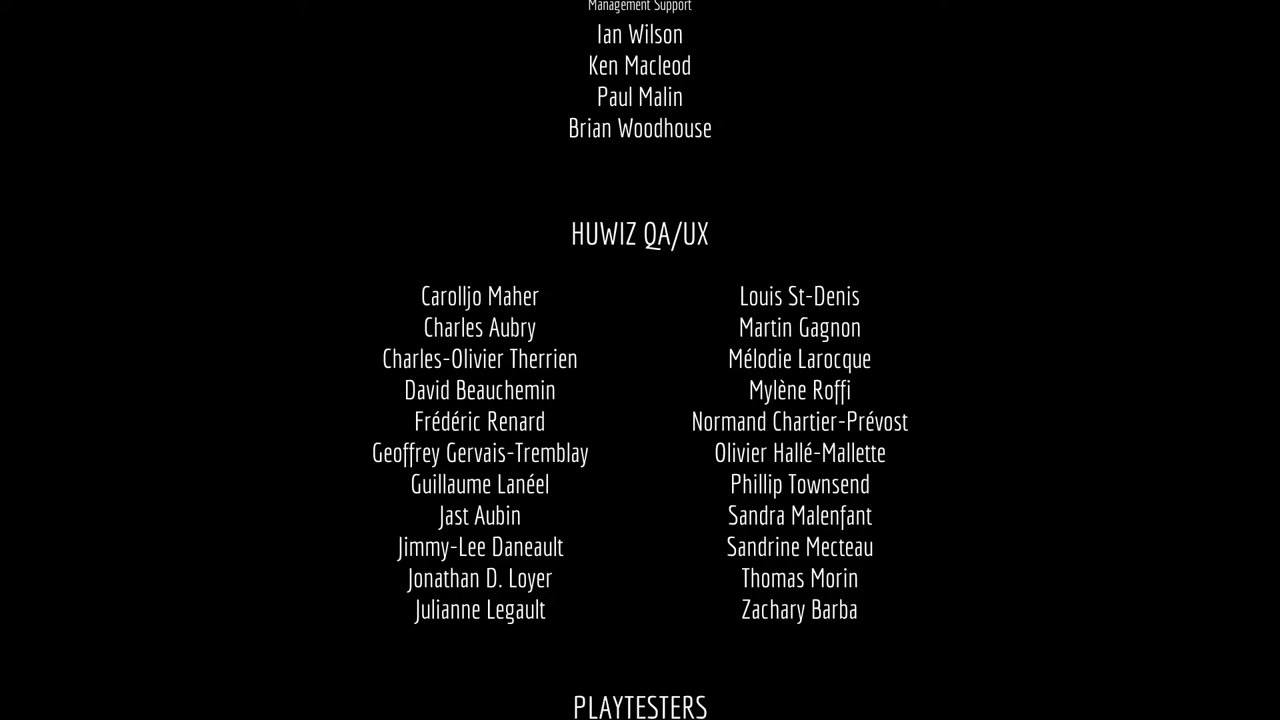 Management Support
Ian Wilson
Ken Macleod
Paul Malin
Brian Woodhouse
HUWIZ QA/UX
Carolljo Maher
Charles Aubry
Charles-Olivier Therrien
David Beauchemin
Frédéric Renard
Geoffrey Gervais-Tremblay
Guillaume Lanéel
Jast Aubin
Jimmy-Lee Daneault
Jonathan D. Loyer
Julianne Legault
Louis St-Denis
Martin Gagnon
Mélodie Larocque
Mylène Roffi
Normand Chartier-Prévost
Olivier Hallé-Mallette
Phillip Townsend
Sandra Malenfant
Sandrine Mecteau
Thomas Morin
Zachary Barba
PLAYTESTERS